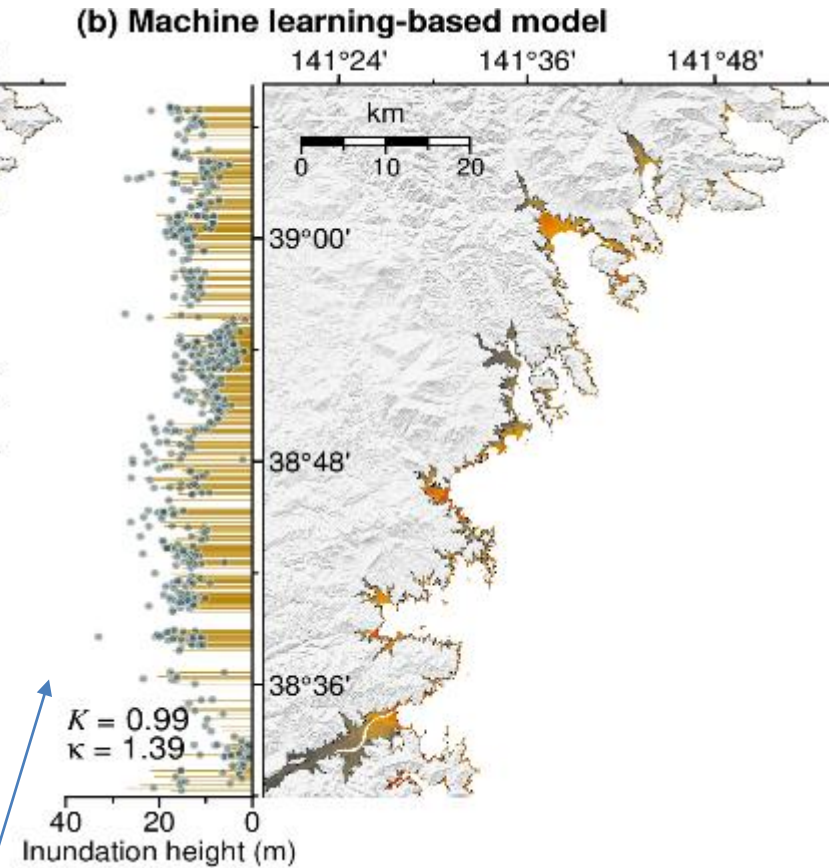 (b) Machine learning-based model
141°24' 141°36' 141°48'
km
0 10 20
39°00'
38°48'
38°36'
K = 0.99
κ = 1.39
40 20 0
Inundation height (m)